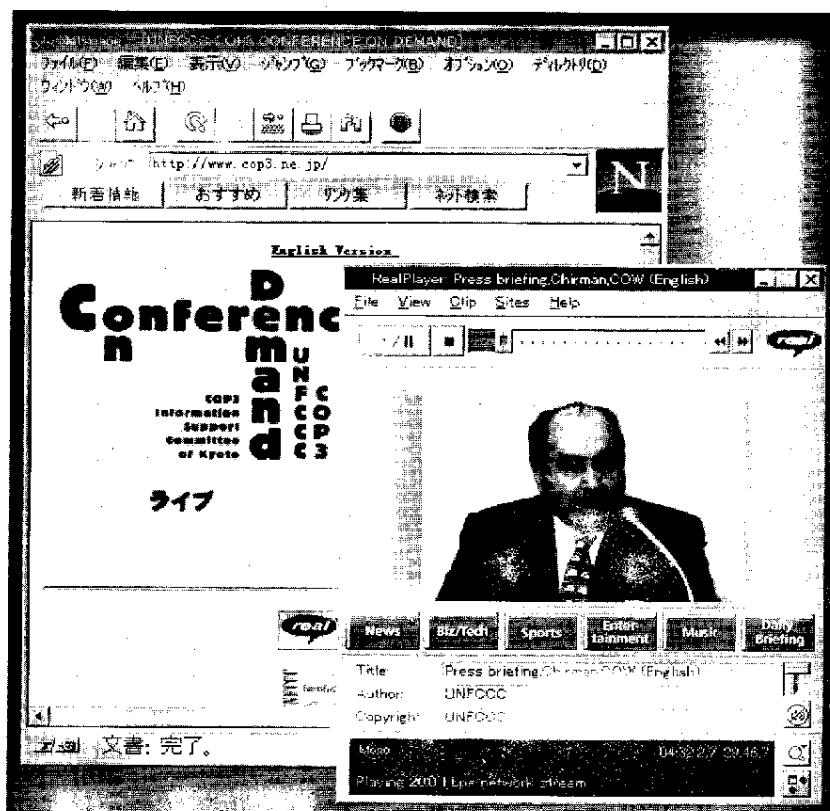 UNFCCC COP3 CONFERENCE ON DEMAND
ファイル(F) 編集(E) 表示(V) ジャンプ(G) ブックマーク(B) オプション(O) ディレクトリ(D)
ウィンドウ(W) ヘルプ(H)
http://www.cop3.ne.jp/
N
新着情報 おすすめ リンク集 ネット検索
English Version
Conferenc
On
Demand
UNFCCC
COP3
COP3
Information
Support
Committee
of Kyoto
ライブ
real
文書: 完了。
RealPlayer: Press briefing,Chirman,COW (English)
File View Clip Sites Help
real
News Biz/Tech Sports Enter-tainment Music Daily Briefing
Title: Press briefing,Chirman,COW (English)
Author: UNFCCC
Copyright: UNFCCC
Mono
Playing network stream